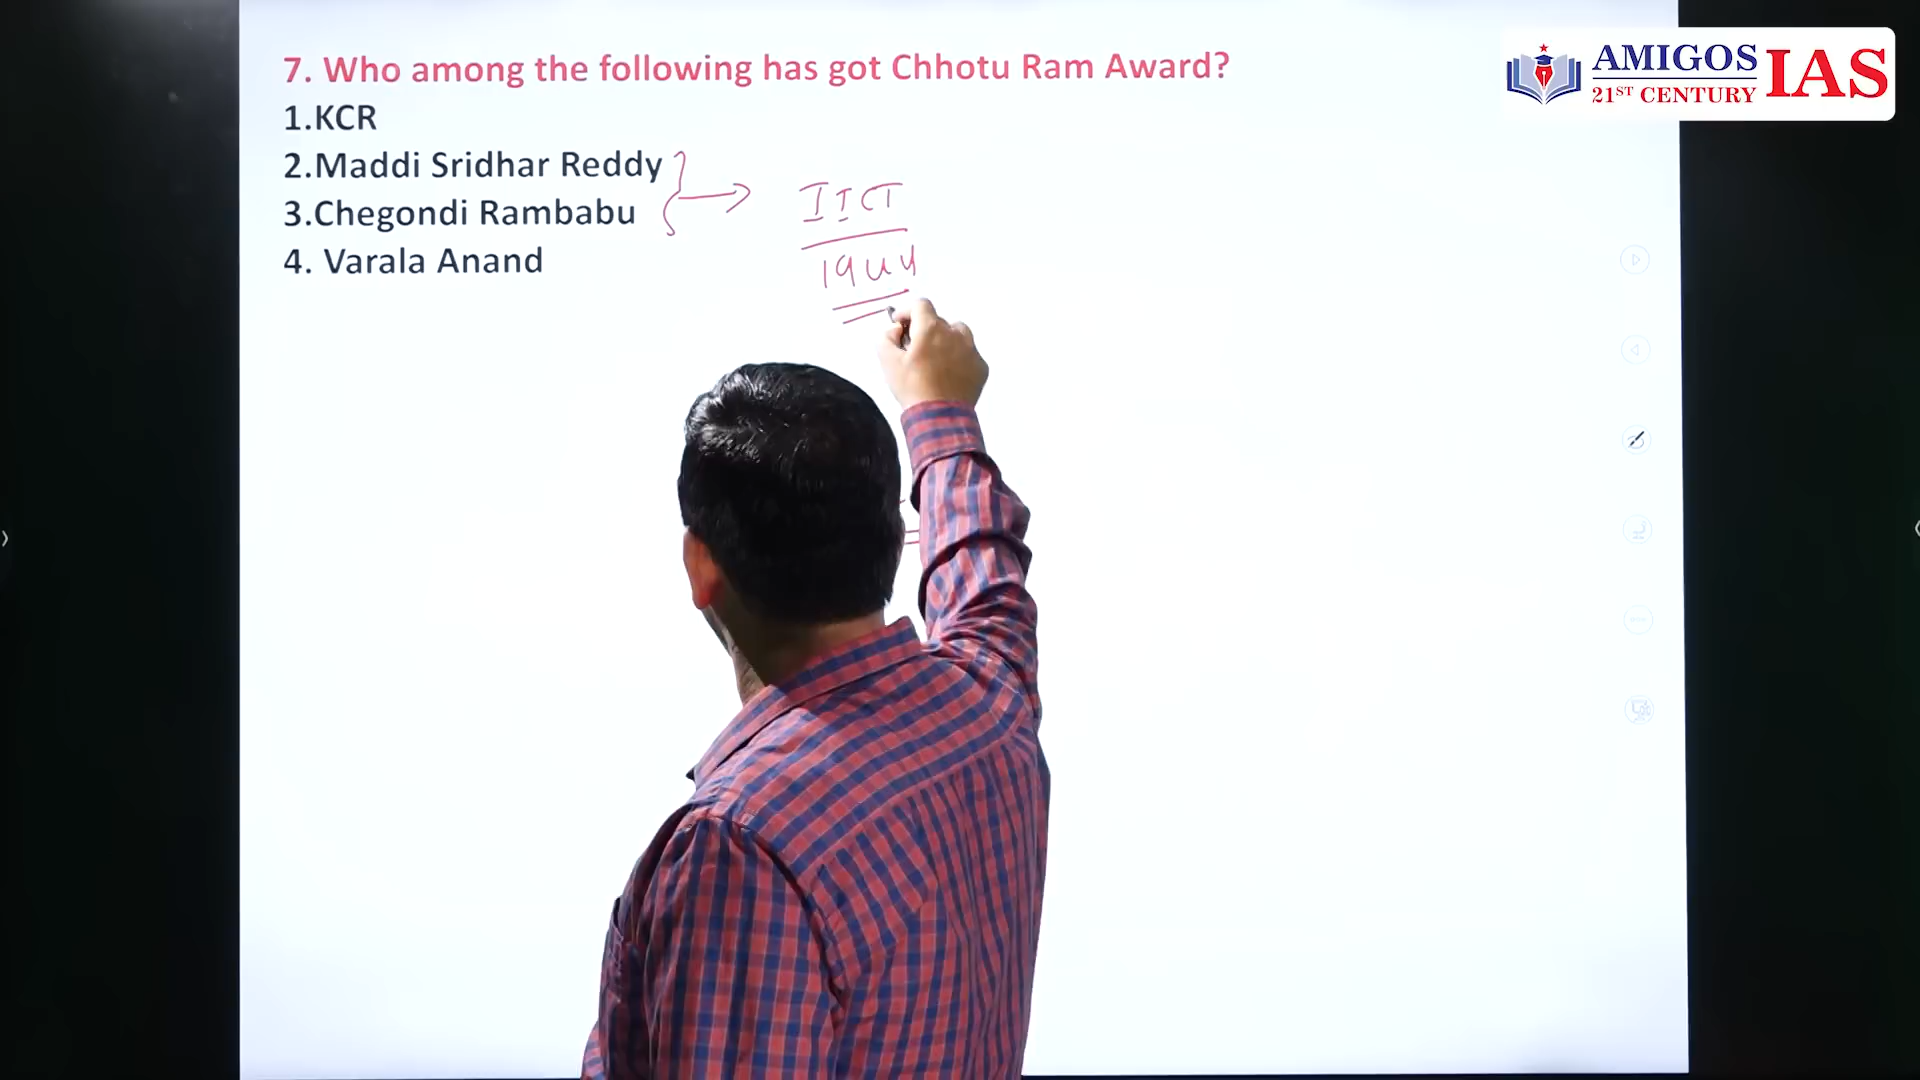 7. Who among the following has got Chhotu Ram Award?
1.KCR
2.Maddi Sridhar Reddy
3.Chegondi Rambabu
4. Varala Anand
IICT
1944
AMIGOS
21ST CENTURY
IAS